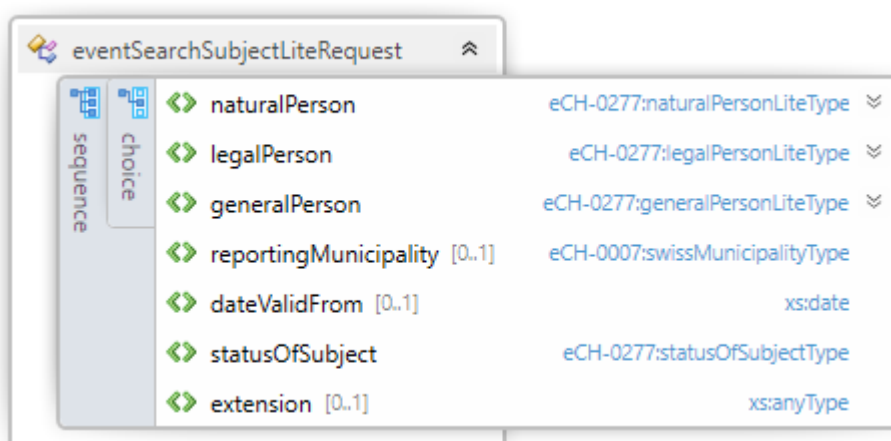 eventSearchSubjectLiteRequest
sequence
choice
naturalPerson eCH-0277:naturalPersonLiteType
legalPerson eCH-0277:legalPersonLiteType
generalPerson eCH-0277:generalPersonLiteType
reportingMunicipality [0..1] eCH-0007:swissMunicipalityType
dateValidFrom [0..1] xs:date
statusOfSubject eCH-0277:statusOfSubjectType
extension [0..1] xs:anyType